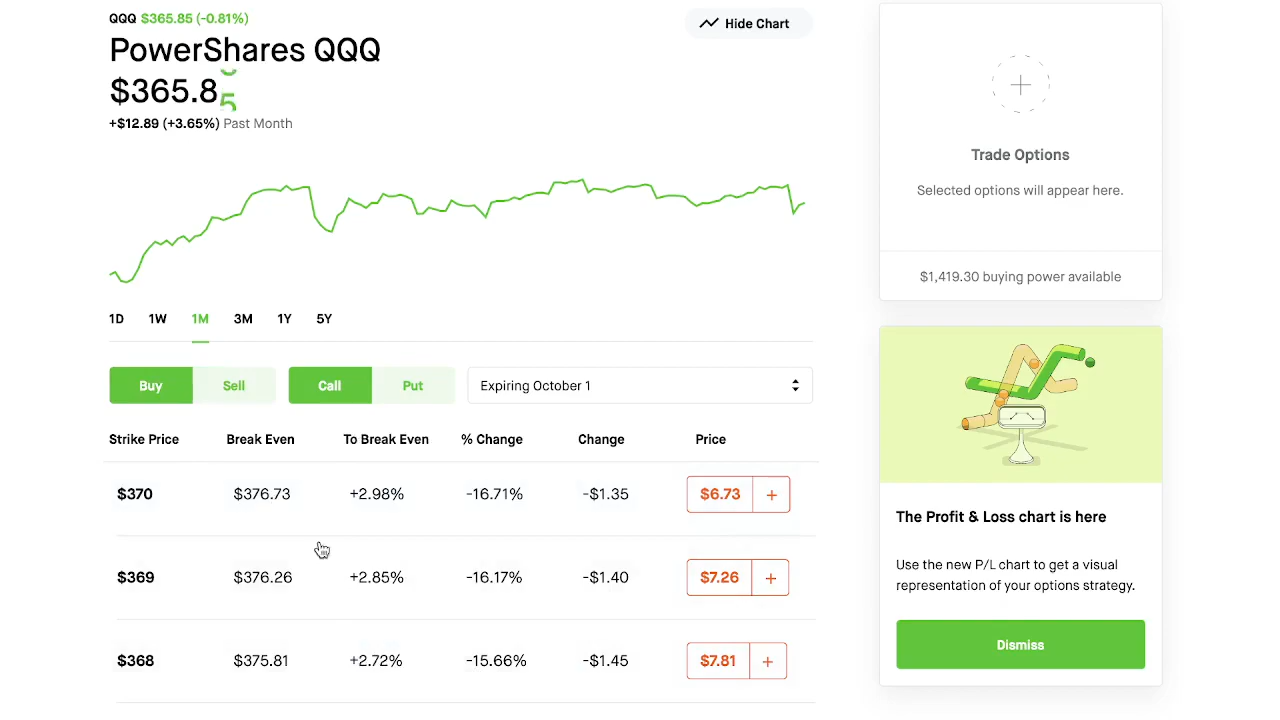 QQQ $365.85 (-0.81%)
Hide Chart
PowerShares QQQ
$365.85
+$12.89 (+3.65%) Past Month
1D 1W 1M 3M 1Y 5Y
Buy Sell Call Put Expiring October 1
Strike Price Break Even To Break Even % Change Change Price
$370 $376.73 +2.98% -16.71% -$1.35 $6.73 +
$369 $376.26 +2.85% -16.17% -$1.40 $7.26 +
$368 $375.81 +2.72% -15.66% -$1.45 $7.81 +
Trade Options
Selected options will appear here.
$1,419.30 buying power available
The Profit & Loss chart is here
Use the new P/L chart to get a visual
representation of your options strategy.
Dismiss